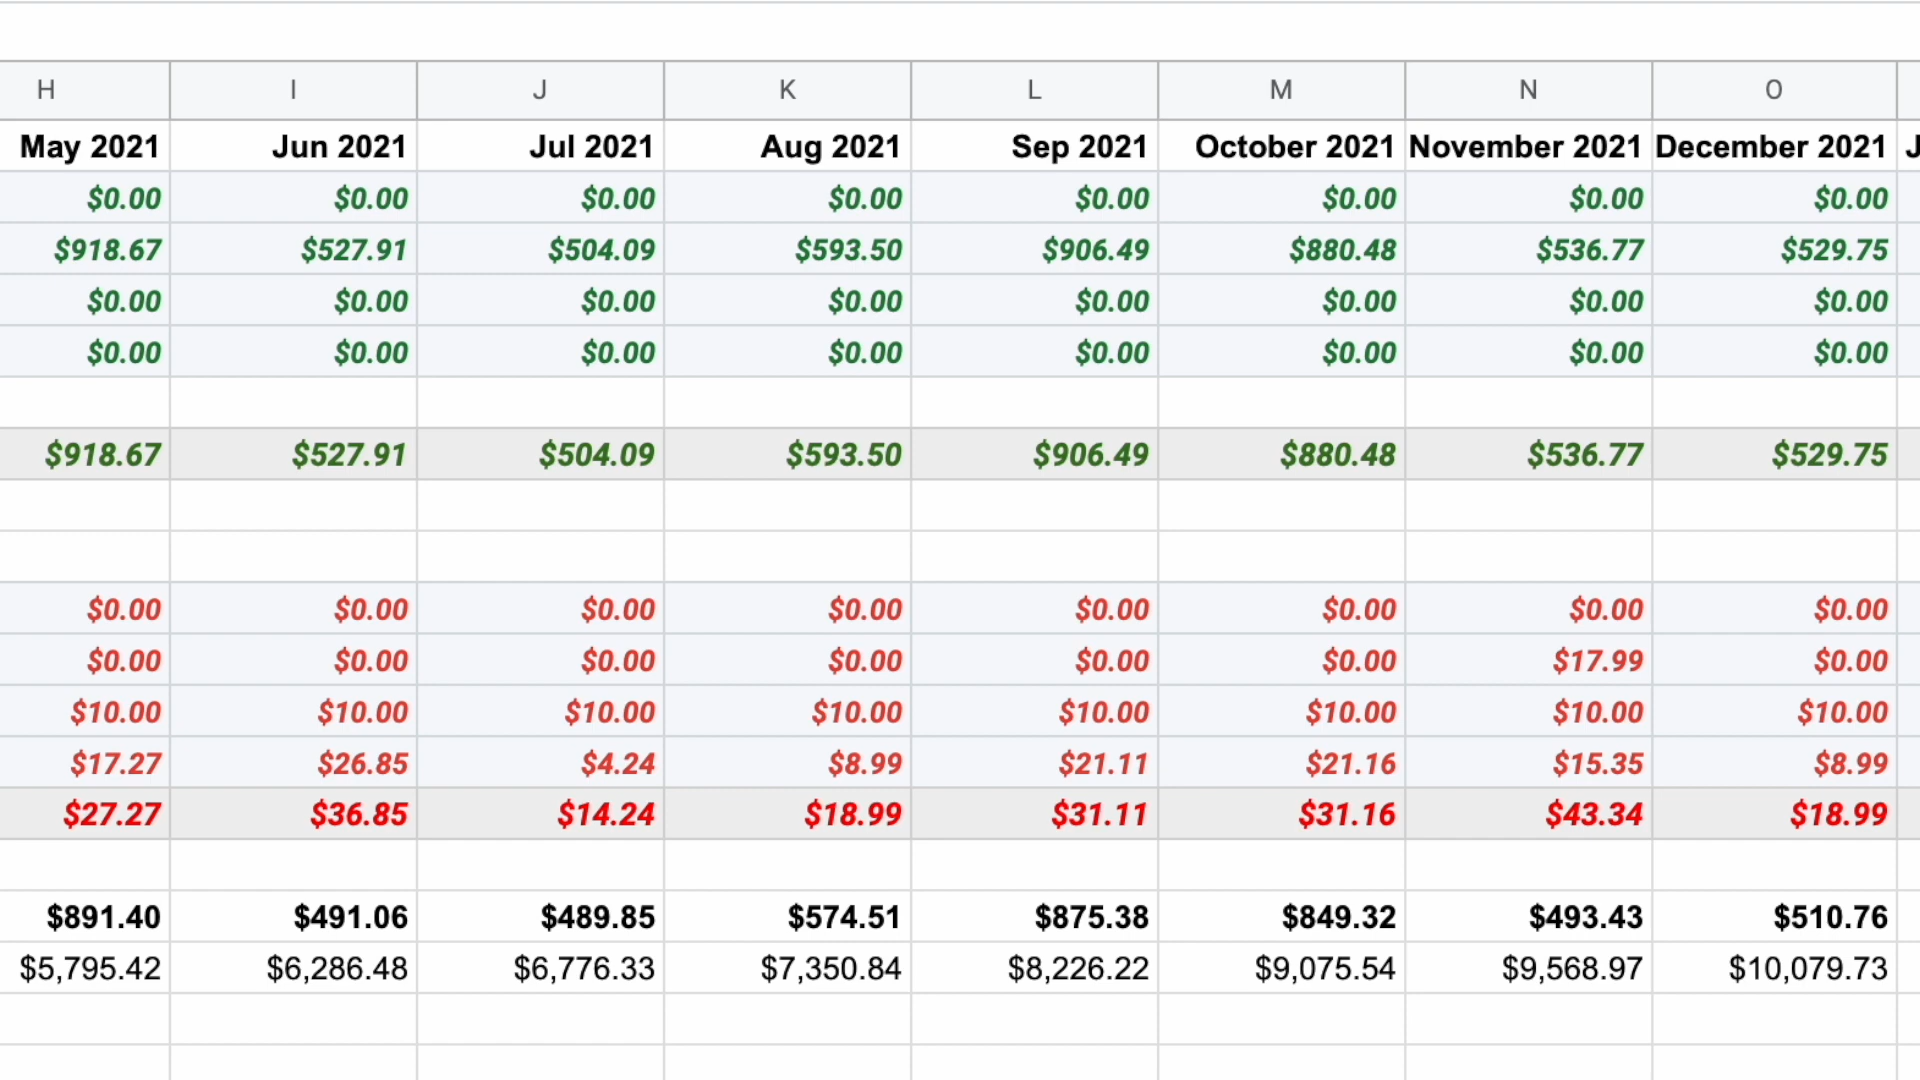 H I J K L M N O
May 2021 Jun 2021 Jul 2021 Aug 2021 Sep 2021 October 2021 November 2021 December 2021 J
$0.00 $0.00 $0.00 $0.00 $0.00 $0.00 $0.00 $0.00
$918.67 $527.91 $504.09 $593.50 $906.49 $880.48 $536.77 $529.75
$0.00 $0.00 $0.00 $0.00 $0.00 $0.00 $0.00 $0.00
$0.00 $0.00 $0.00 $0.00 $0.00 $0.00 $0.00 $0.00
$918.67 $527.91 $504.09 $593.50 $906.49 $880.48 $536.77 $529.75
$0.00 $0.00 $0.00 $0.00 $0.00 $0.00 $0.00 $0.00
$0.00 $0.00 $0.00 $0.00 $0.00 $0.00 $17.99 $0.00
$10.00 $10.00 $10.00 $10.00 $10.00 $10.00 $10.00 $10.00
$17.27 $26.85 $4.24 $8.99 $21.11 $21.16 $15.35 $8.99
$27.27 $36.85 $14.24 $18.99 $31.11 $31.16 $43.34 $18.99
$891.40 $491.06 $489.85 $574.51 $875.38 $849.32 $493.43 $510.76
$5,795.42 $6,286.48 $6,776.33 $7,350.84 $8,226.22 $9,075.54 $9,568.97 $10,079.73